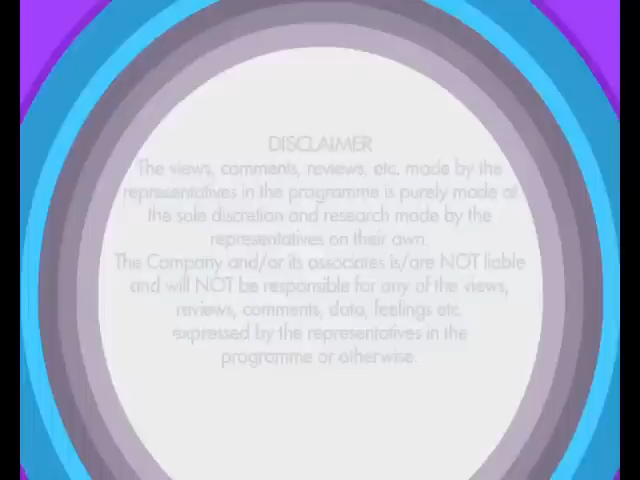 DISCLAIMER
The views, comments, reviews, etc. made by the
representatives in the programme is purely made at
the sole discretion and research made by the
representatives on their own.
The Company and/or its associates is/are NOT liable
and will NOT be responsible for any of the views,
reviews, comments, data, feelings etc.
expressed by the representatives in the
programme or otherwise.